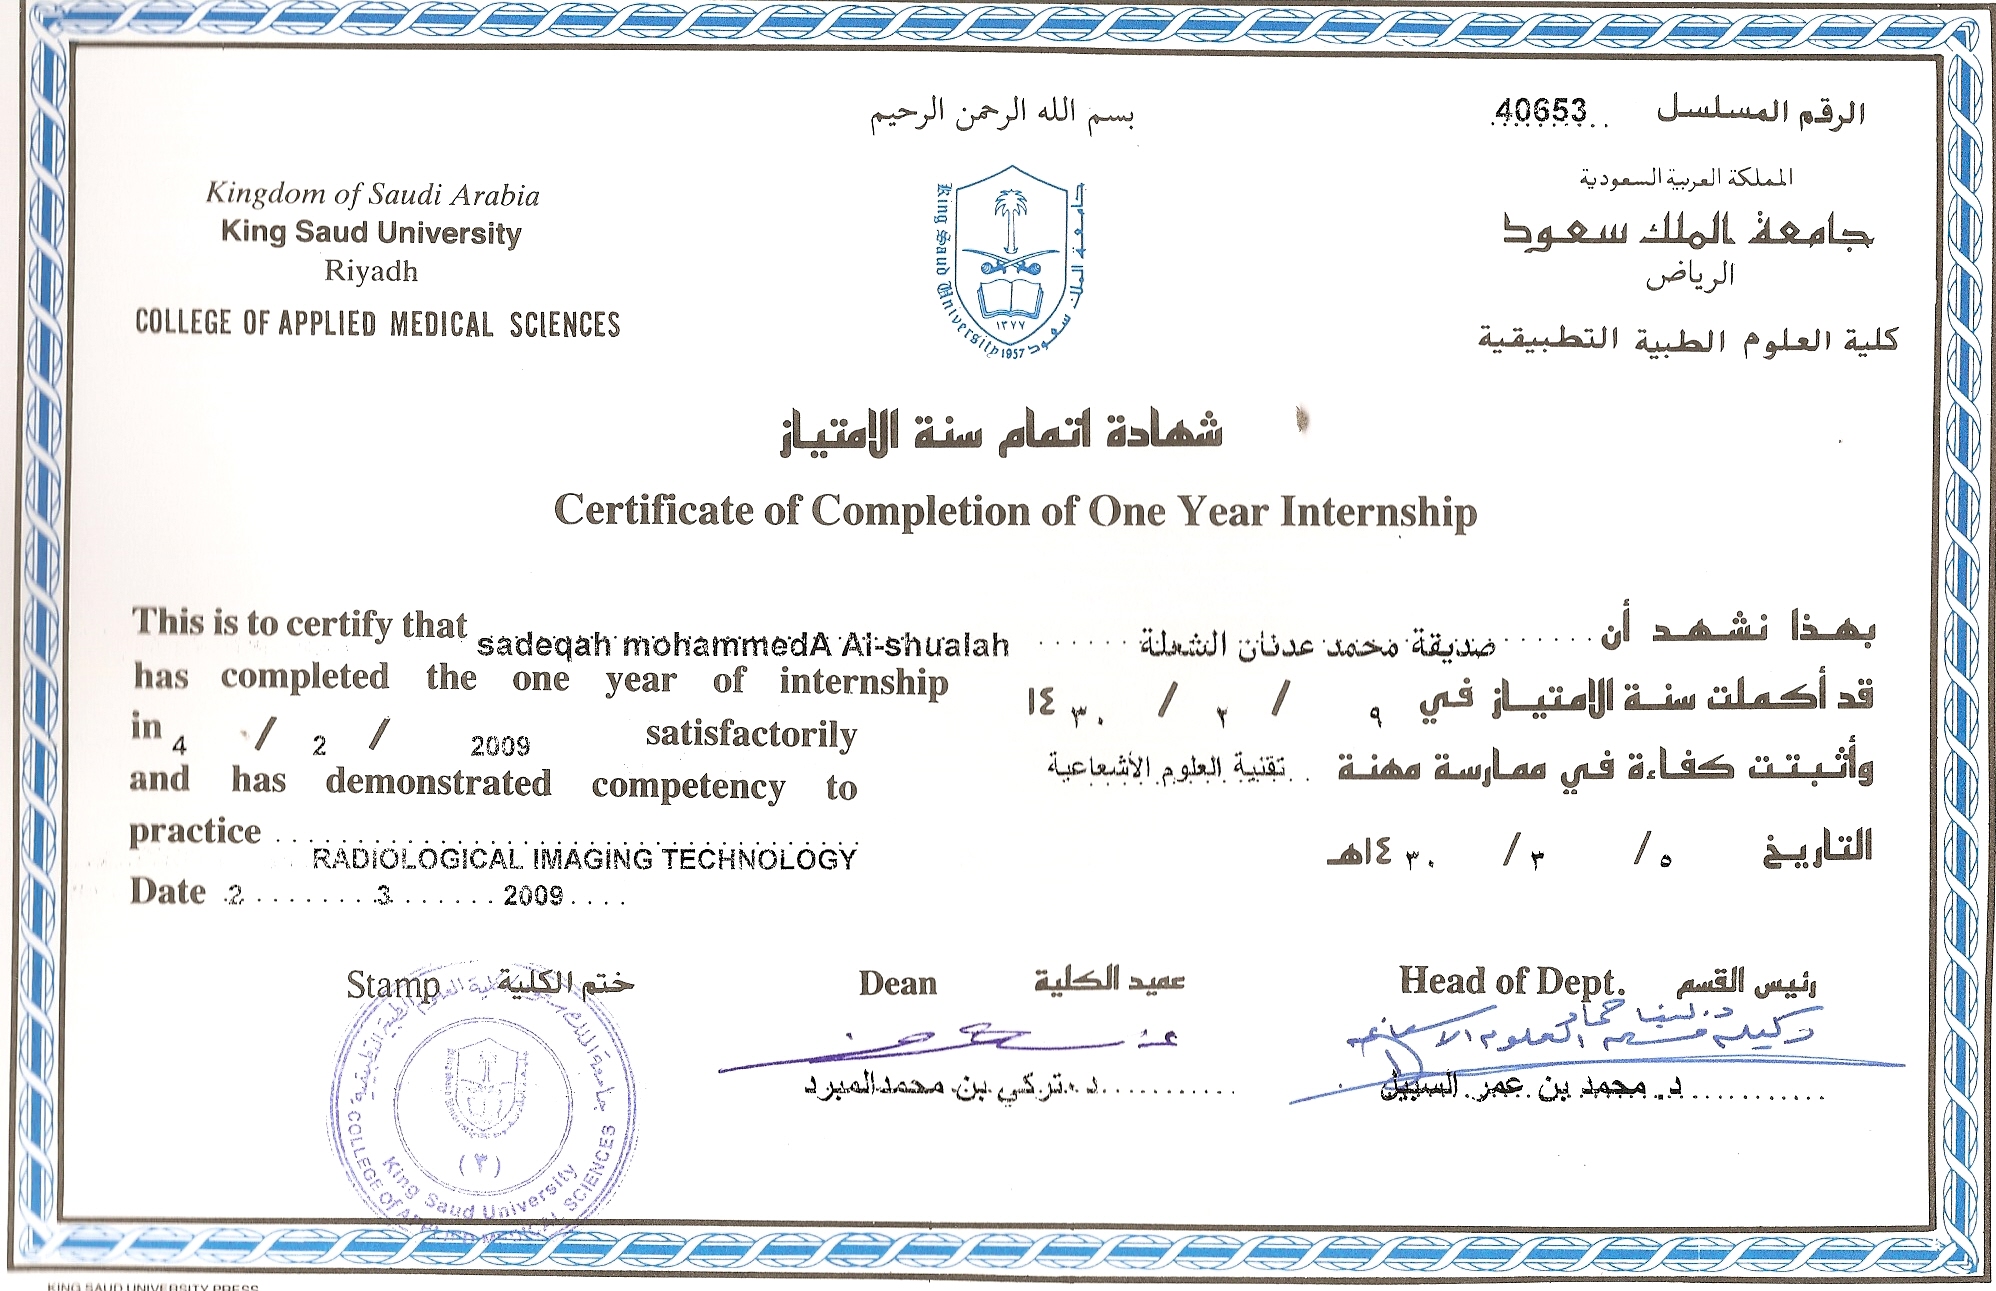 بسم الله الرحمن الرحيم
الرقم المسلسل 40653
Kingdom of Saudi Arabia
King Saud University
Riyadh
COLLEGE OF APPLIED MEDICAL SCIENCES
King Saud University 1957
جامعة الملك سعود ١٣٧٧
المملكة العربية السعودية
جامعة الملك سعود
الرياض
كلية العلوم الطبية التطبيقية
شهادة اتمام سنة الامتياز
Certificate of Completion of One Year Internship
This is to certify that sadeqah mohammedA Al-shualah
has completed the one year of internship
in 4 / 2 / 2009 satisfactorily
and has demonstrated competency to
practice RADIOLOGICAL IMAGING TECHNOLOGY
Date 2 3 2009
بهذا نشهد أن صديقة محمد عدنان الشعلة
قد أكملت سنة الامتياز في ٩ / ٢ / ١٤٣٠
وأثبتت كفاءة في ممارسة مهنة تقنية العلوم الأشعاعية
التاريخ ٥ / ٣ / ١٤٣٠هـ
Stamp ختم الكلية
Dean عميد الكلية
Head of Dept. رئيس القسم
د. لينا حماد
وكيلة قسم العلوم الاشعاعية
د. تركي بن محمد الميرد
د. محمد بن عمر السبيل
جامعة الملك سعود كلية العلوم الطبية التطبيقية
(٣)
King Saud University
COLLEGE OF APPLIED MEDICAL SCIENCES
KING SAUD UNIVERSITY PRESS